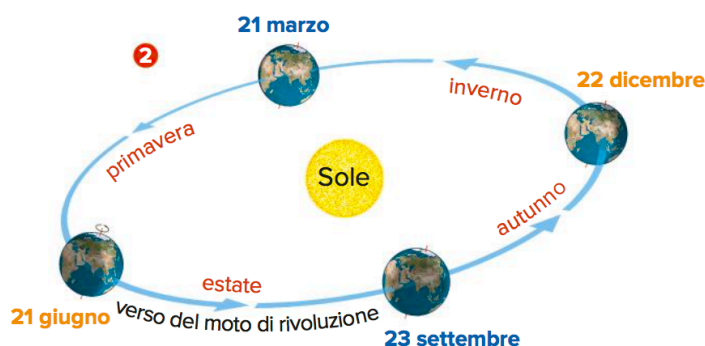 21 marzo
2
22 dicembre
inverno
primavera
Sole
autunno
estate
21 giugno
verso del moto di rivoluzione
23 settembre